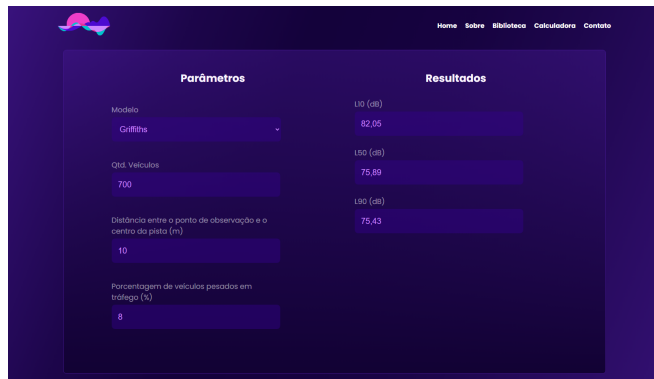 Home Sobre Biblioteca Calculadora Contato
Parâmetros
Modelo
Griffiths
Qtd. Veículos
700
Distância entre o ponto de observação e o
centro da pista (m)
10
Porcentagem de veículos pesados em
tráfego (%)
8
Resultados
L10 (dB)
82,05
L50 (dB)
75,89
L90 (dB)
75,43